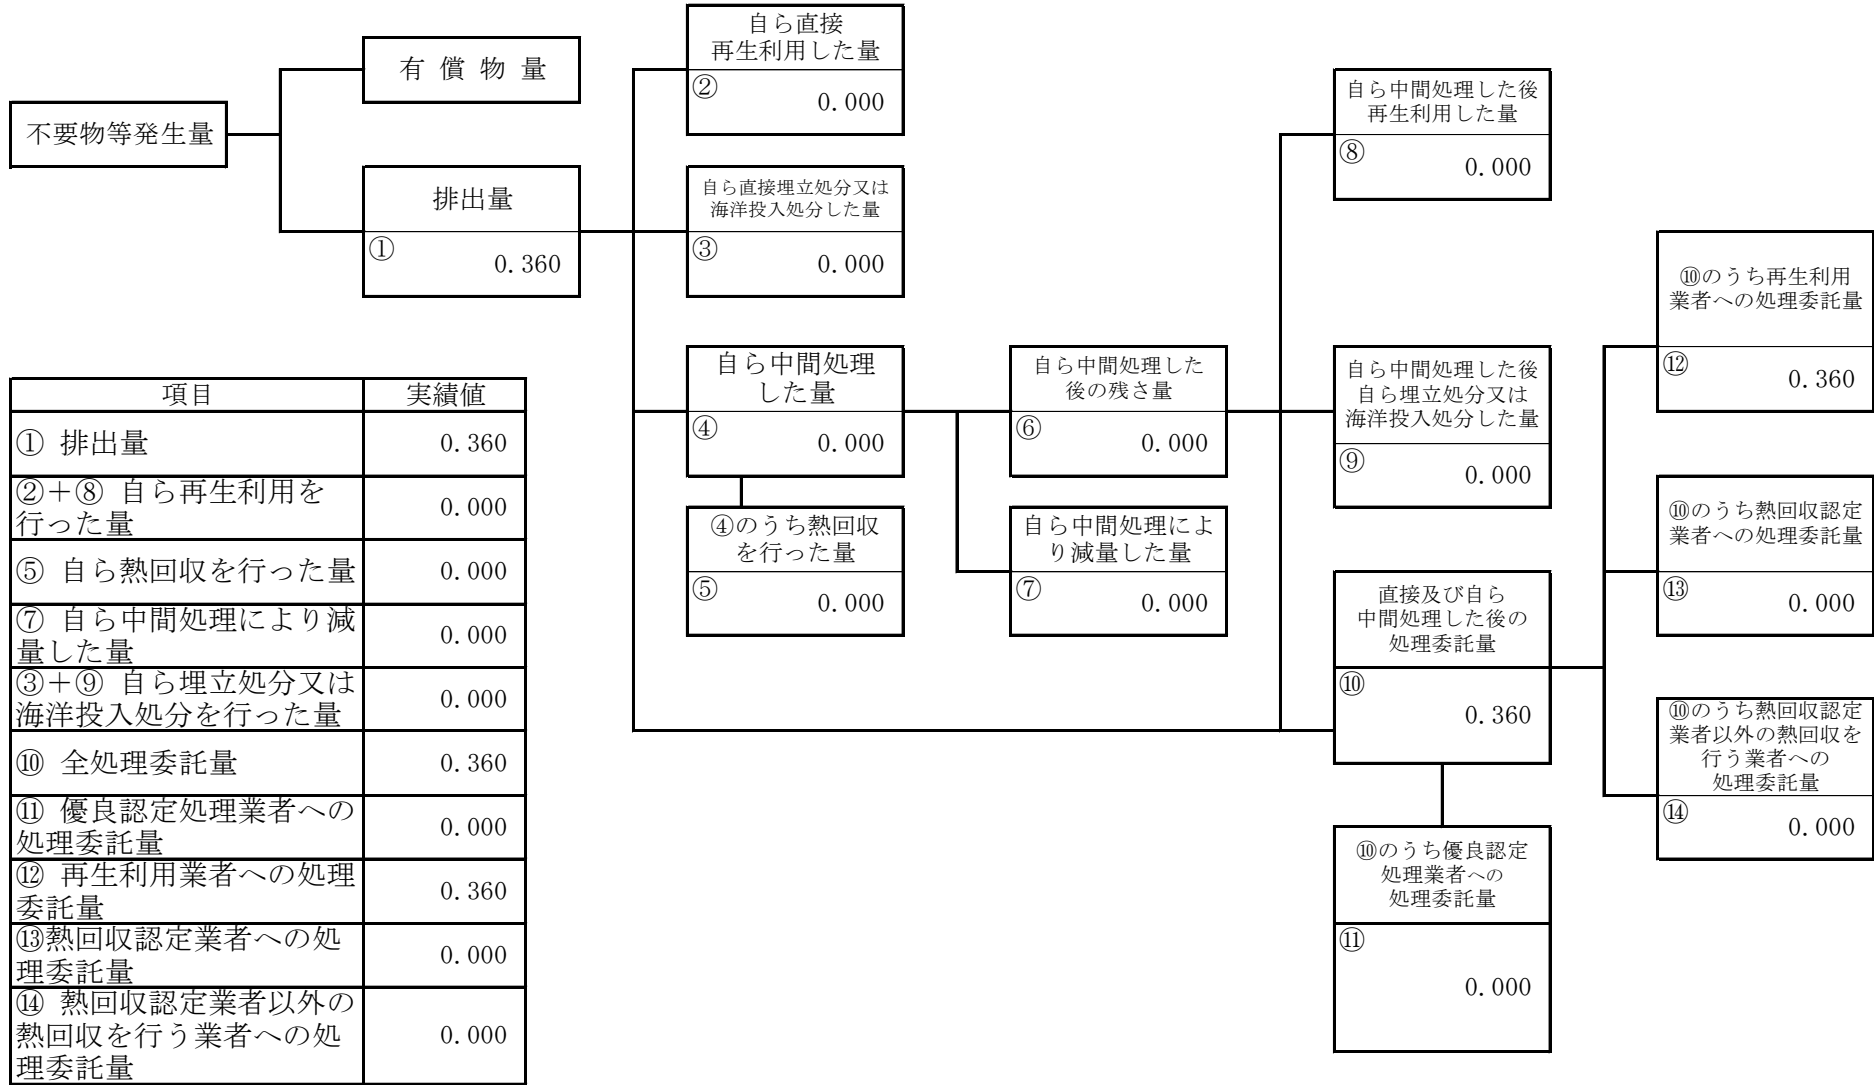 不要物等発生量
有 償 物 量
排出量
①
0.360
自ら直接
再生利用した量
②
0.000
自ら直接埋立処分又は
海洋投入処分した量
③
0.000
自ら中間処理
した量
④
0.000
④のうち熱回収
を行った量
⑤
0.000
自ら中間処理した
後の残さ量
⑥
0.000
自ら中間処理によ
り減量した量
⑦
0.000
自ら中間処理した後
再生利用した量
⑧
0.000
自ら中間処理した後
自ら埋立処分又は
海洋投入処分した量
⑨
0.000
直接及び自ら
中間処理した後の
処理委託量
⑩
0.360
⑩のうち優良認定
処理業者への
処理委託量
⑪
0.000
⑩のうち再生利用
業者への処理委託量
⑫
0.360
⑩のうち熱回収認定
業者への処理委託量
⑬
0.000
⑩のうち熱回収認定
業者以外の熱回収を
行う業者への
処理委託量
⑭
0.000
項目 実績値
① 排出量 0.360
②+⑧ 自ら再生利用を
行った量 0.000
⑤ 自ら熱回収を行った量 0.000
⑦ 自ら中間処理により減
量した量 0.000
③+⑨ 自ら埋立処分又は
海洋投入処分を行った量 0.000
⑩ 全処理委託量 0.360
⑪ 優良認定処理業者への
処理委託量 0.000
⑫ 再生利用業者への処理
委託量 0.360
⑬熱回収認定業者への処
理委託量 0.000
⑭ 熱回収認定業者以外の
熱回収を行う業者への処
理委託量 0.000